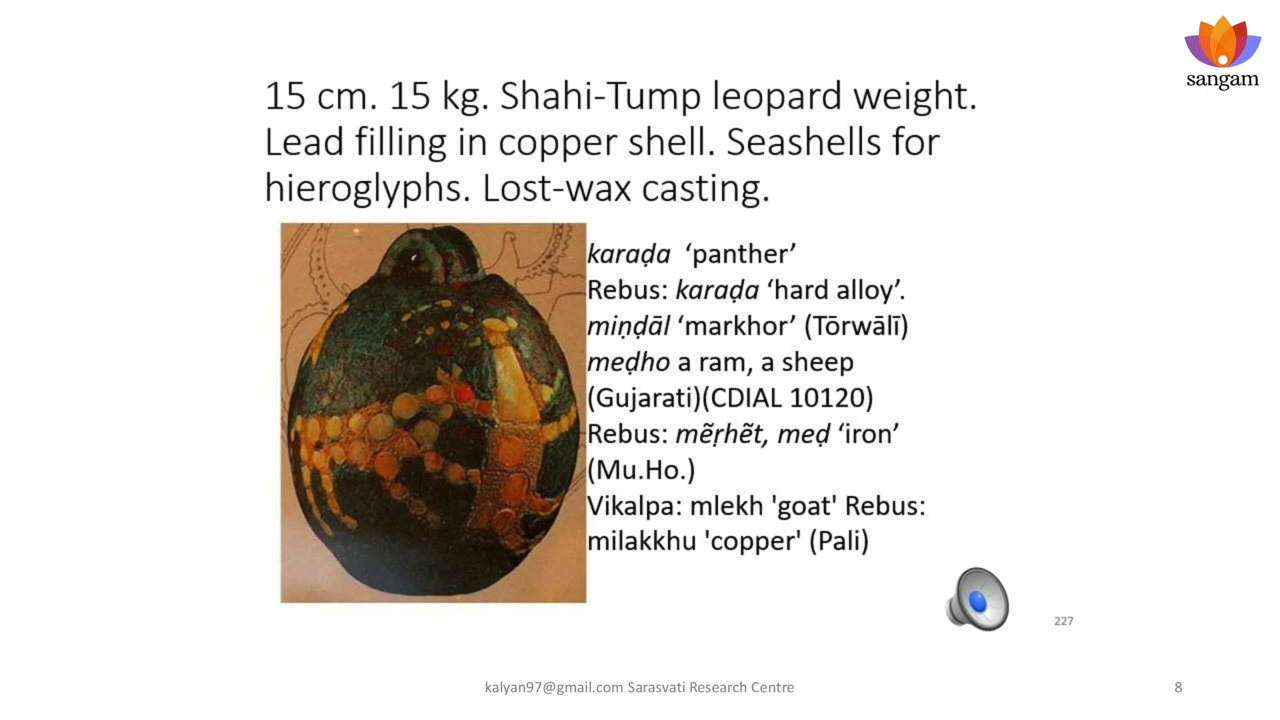 sangam
15 cm. 15 kg. Shahi-Tump leopard weight.
Lead filling in copper shell. Seashells for
hieroglyphs. Lost-wax casting.
karaḍa ‘panther’
Rebus: karaḍa ‘hard alloy’.
miṇḍāl ‘markhor’ (Tōrwālī)
meḍho a ram, a sheep
(Gujarati)(CDIAL 10120)
Rebus: mẽṛhẽt, meḍ ‘iron’
(Mu.Ho.)
Vikalpa: mlekh 'goat' Rebus:
milakkhu 'copper' (Pali)
227
kalyan97@gmail.com Sarasvati Research Centre
8